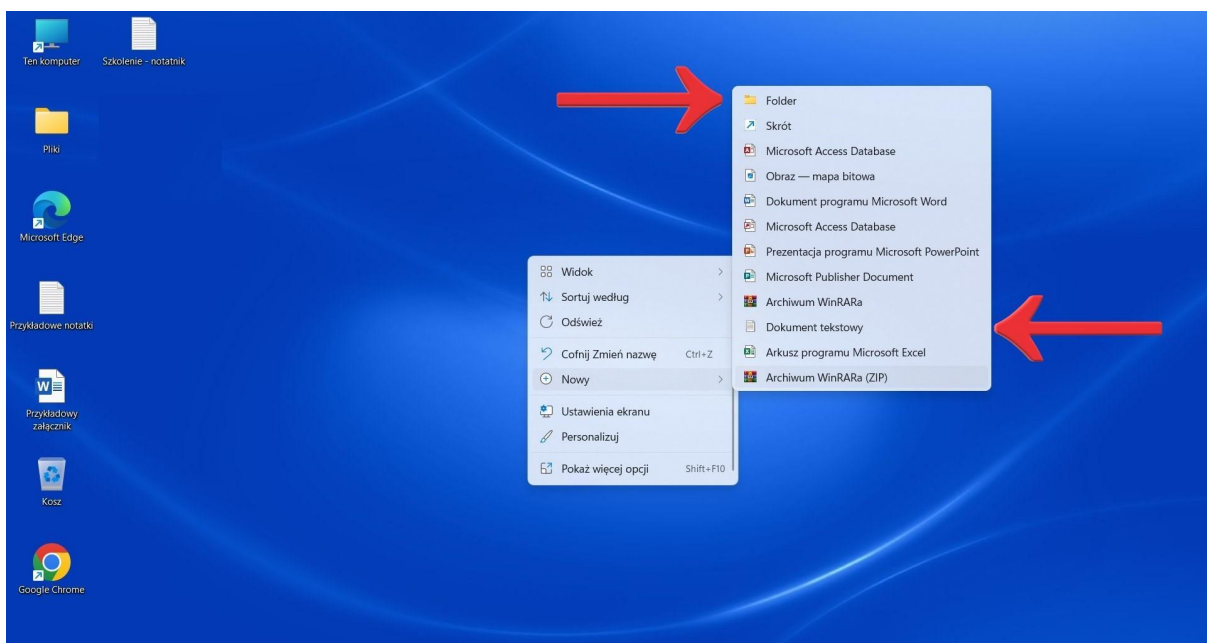 Ten komputer
Szkolenie - notatnik
Pliki
Microsoft Edge
Przykładowe notatki
Przykładowy
załącznik
Kosz
Google Chrome
Widok
Sortuj według
Odśwież
Cofnij Zmień nazwę Ctrl+Z
Nowy
Ustawienia ekranu
Personalizuj
Pokaż więcej opcji Shift+F10
Folder
Skrót
Microsoft Access Database
Obraz — mapa bitowa
Dokument programu Microsoft Word
Microsoft Access Database
Prezentacja programu Microsoft PowerPoint
Microsoft Publisher Document
Archiwum WinRARa
Dokument tekstowy
Arkusz programu Microsoft Excel
Archiwum WinRARa (ZIP)